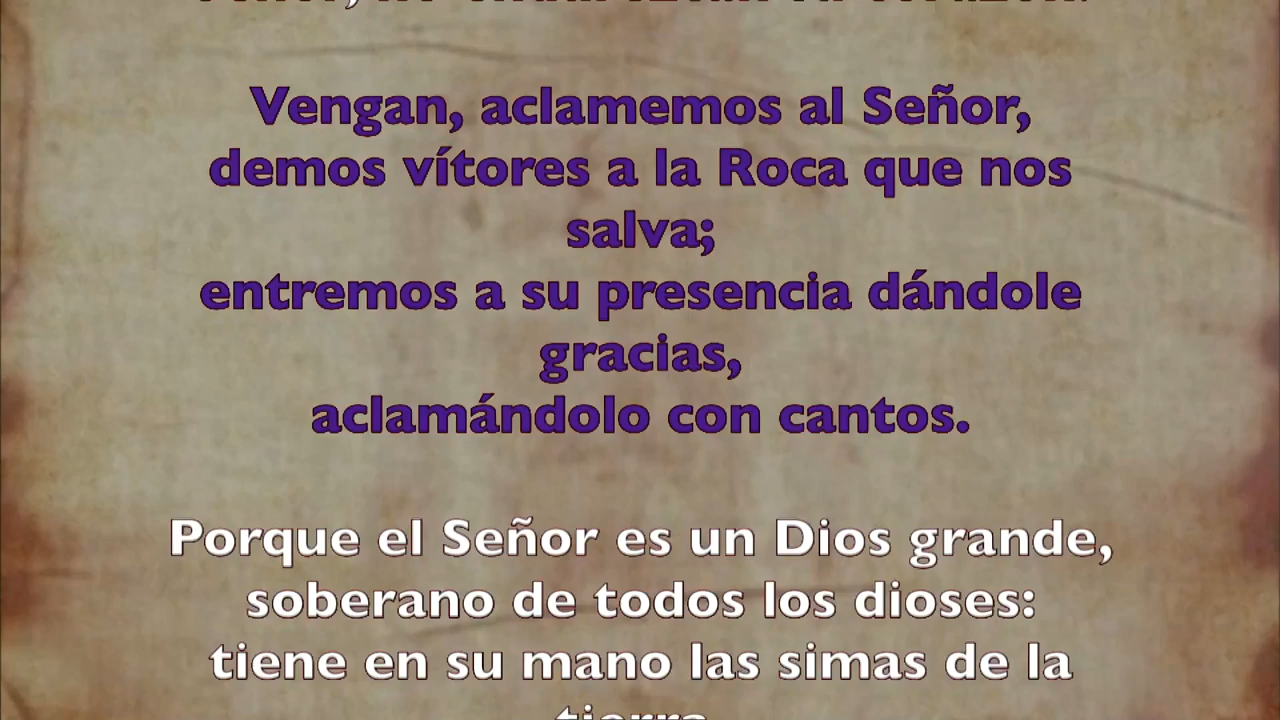 Vengan, aclamemos al Señor,
demos vítores a la Roca que nos
salva;
entremos a su presencia dándole
gracias,
aclamándolo con cantos.
Porque el Señor es un Dios grande,
soberano de todos los dioses:
tiene en su mano las simas de la
tierra